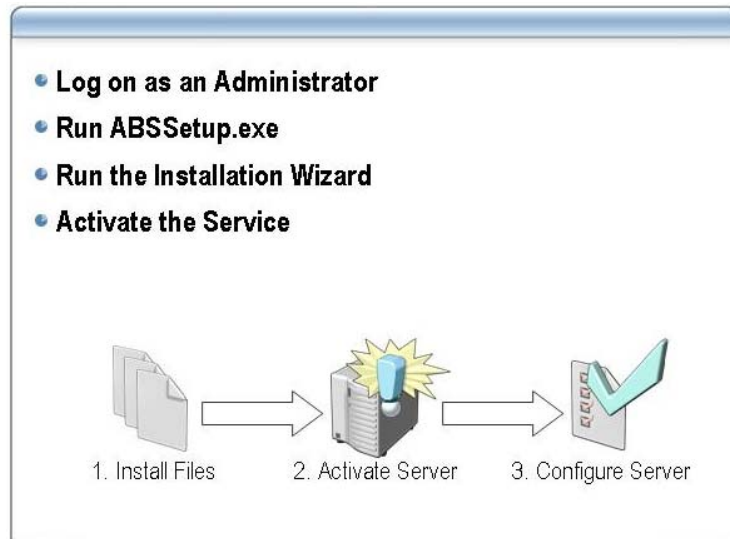 Log on as an Administrator
Run ABSSetup.exe
Run the Installation Wizard
Activate the Service
1. Install Files
2. Activate Server
3. Configure Server